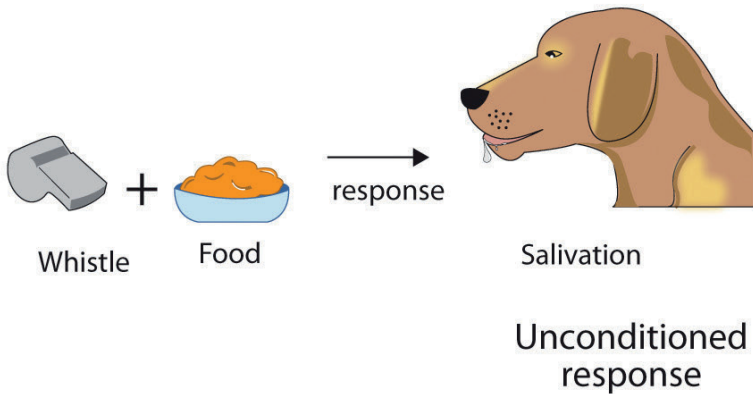 +
response
Whistle
Food
Salivation
Unconditioned
response